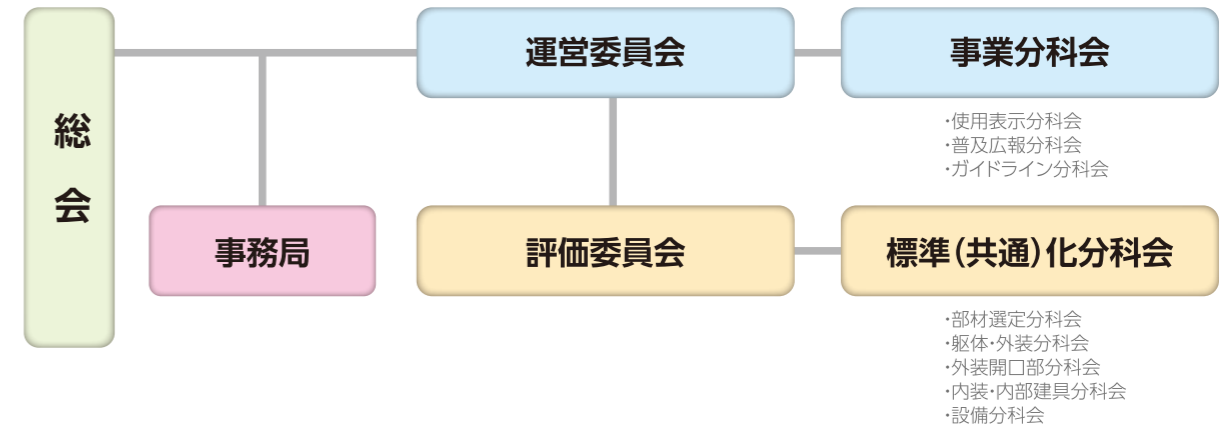 総会
運営委員会
事業分科会
・使用表示分科会
・普及広報分科会
・ガイドライン分科会
事務局
評価委員会
標準(共通)化分科会
・部材選定分科会
・躯体・外装分科会
・外装開口部分科会
・内装・内部建具分科会
・設備分科会